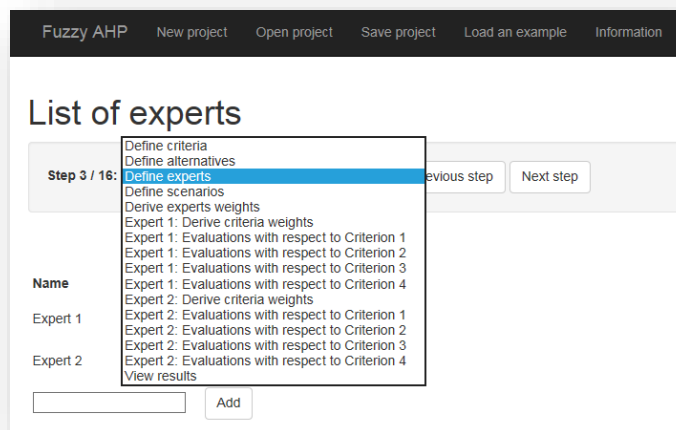 Fuzzy AHP New project Open project Save project Load an example Information
List of experts
Step 3 / 16:
Define criteria
Define alternatives
Define experts
Define scenarios
Derive experts weights
Expert 1: Derive criteria weights
Expert 1: Evaluations with respect to Criterion 1
Expert 1: Evaluations with respect to Criterion 2
Expert 1: Evaluations with respect to Criterion 3
Expert 1: Evaluations with respect to Criterion 4
Expert 2: Derive criteria weights
Expert 2: Evaluations with respect to Criterion 1
Expert 2: Evaluations with respect to Criterion 2
Expert 2: Evaluations with respect to Criterion 3
Expert 2: Evaluations with respect to Criterion 4
View results
evious step Next step
Name
Expert 1
Expert 2
Add